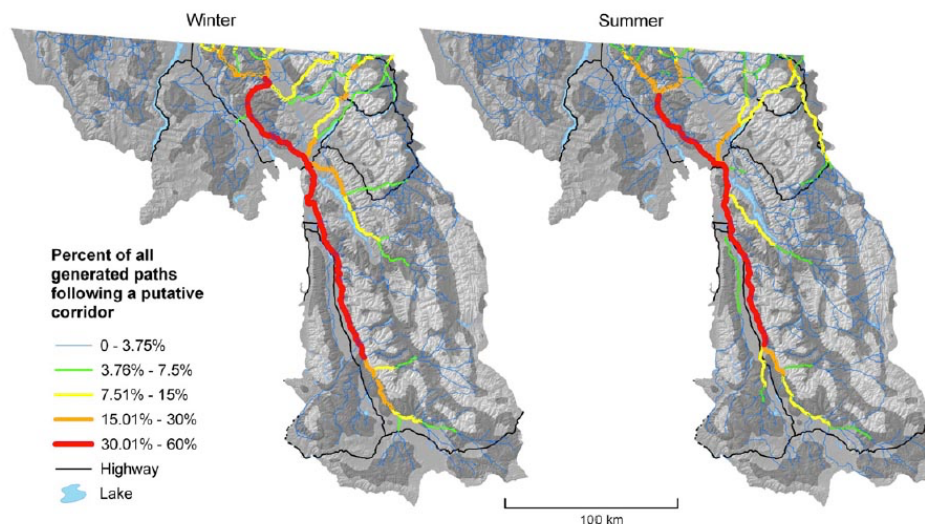 Winter
Summer
Percent of all
generated paths
following a putative
corridor
0 - 3.75%
3.76% - 7.5%
7.51% - 15%
15.01% - 30%
30.01% - 60%
Highway
Lake
100 km